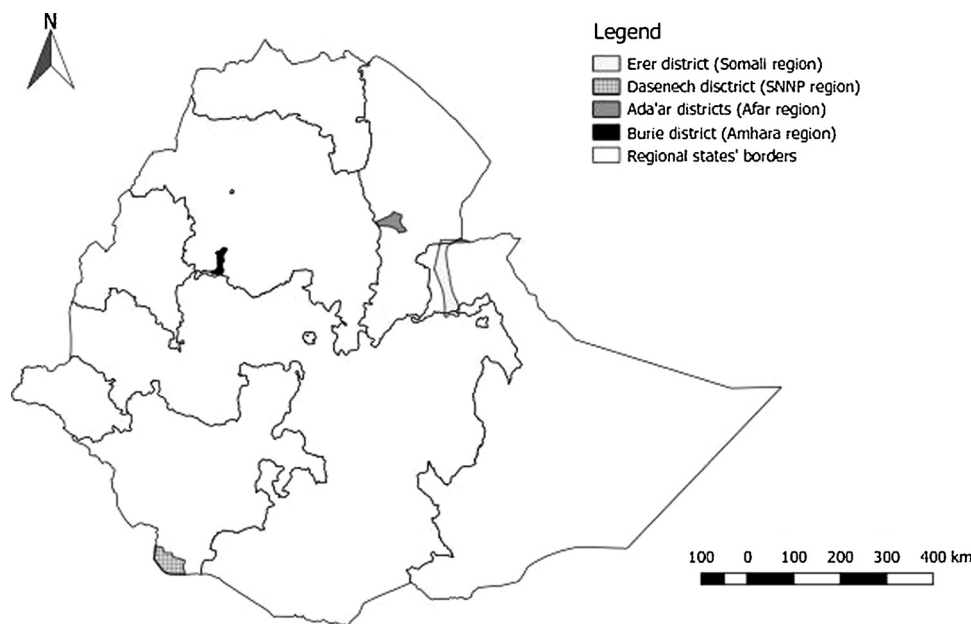 N
Legend
Erer district (Somali region)
Dasenech disctrict (SNNP region)
Ada'ar districts (Afar region)
Burie district (Amhara region)
Regional states' borders
100 0 100 200 300 400 km